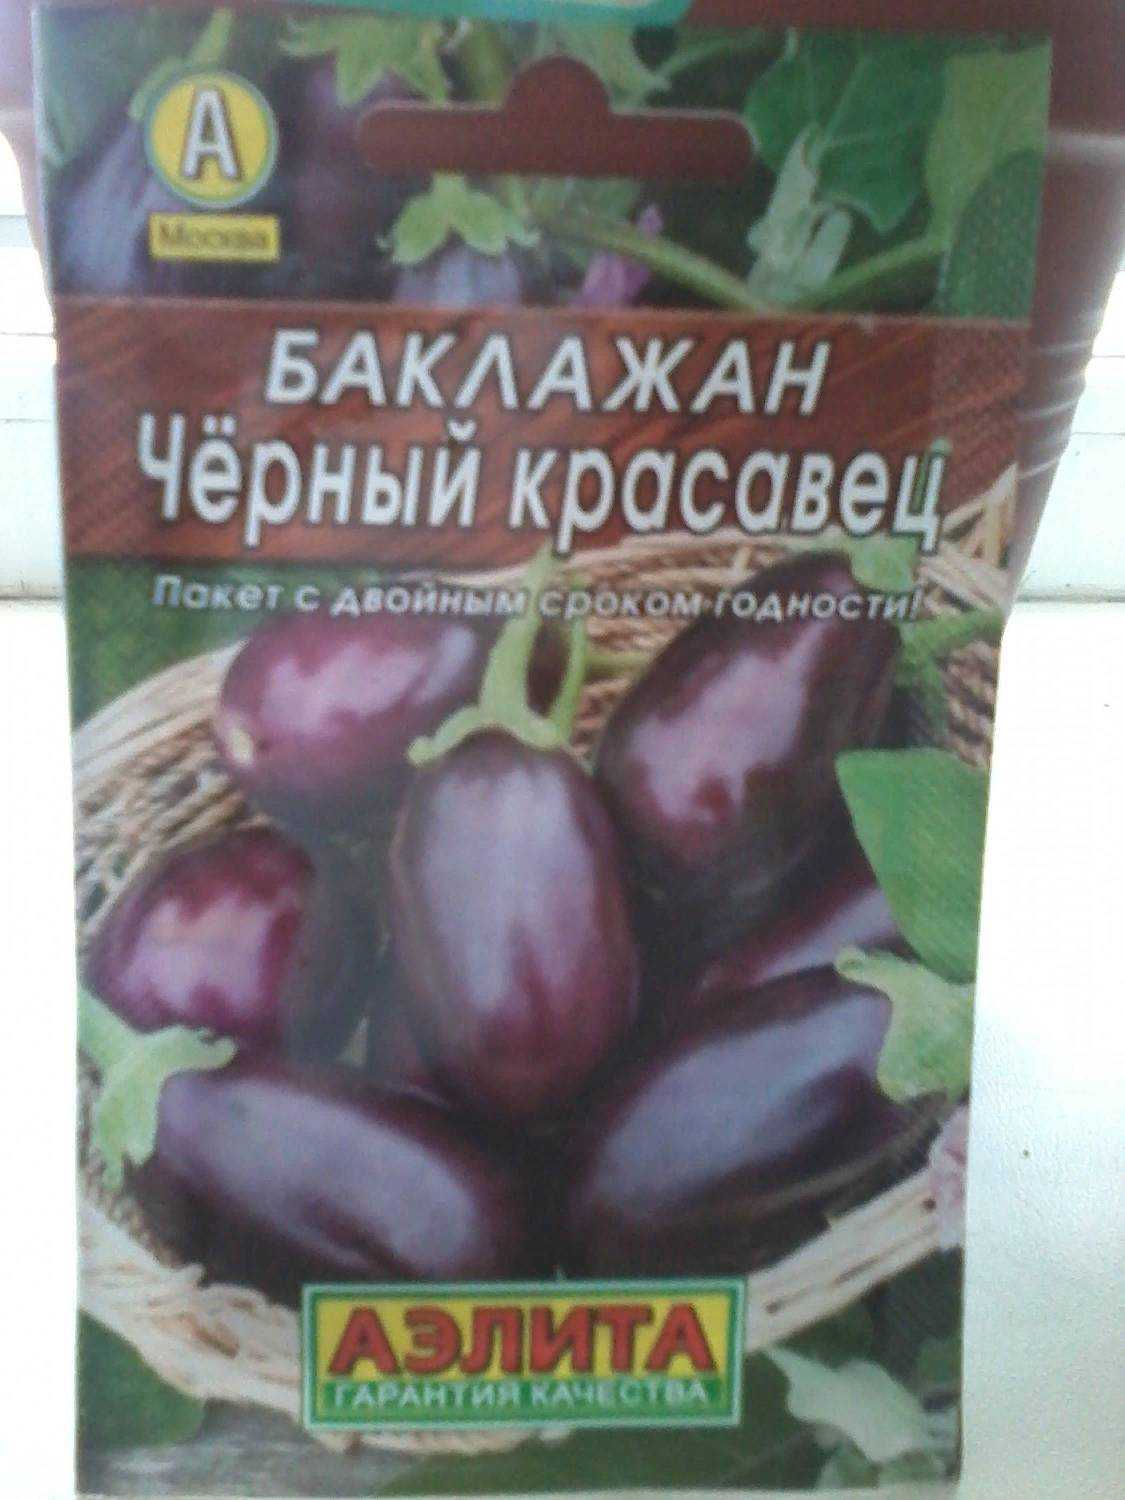 А
Москва
БАКЛАЖАН
Чёрный красавец
Пакет с двойным сроком годности!
АЭЛИТА
ГАРАНТИЯ КАЧЕСТВА